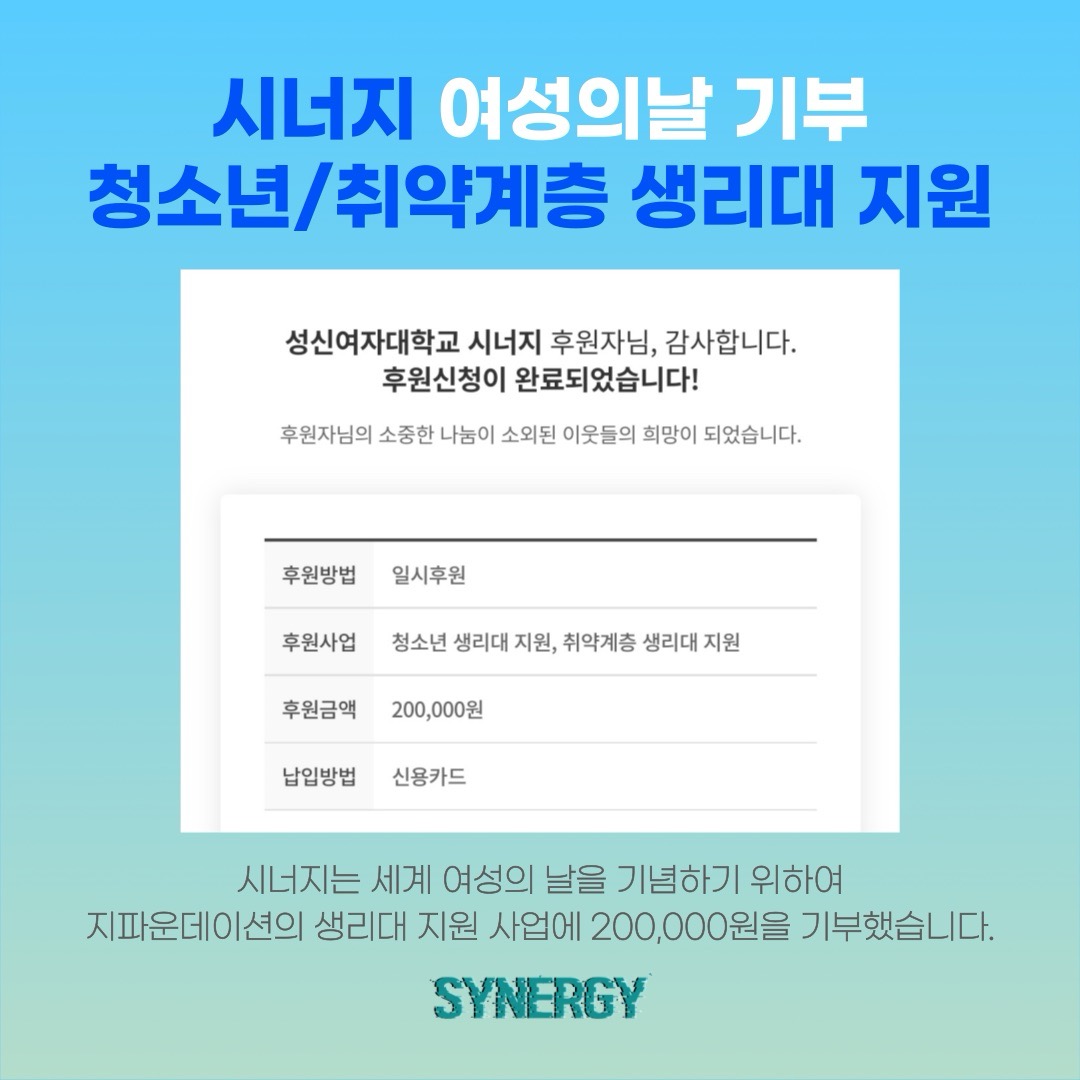 시너지 여성의날 기부
청소년/취약계층 생리대 지원
성신여자대학교 시너지 후원자님, 감사합니다.
후원신청이 완료되었습니다!
후원자님의 소중한 나눔이 소외된 이웃들의 희망이 되었습니다.
후원방법 일시후원
후원사업 청소년 생리대 지원, 취약계층 생리대 지원
후원금액 200,000원
납입방법 신용카드
시너지는 세계 여성의 날을 기념하기 위하여
지파운데이션의 생리대 지원 사업에 200,000원을 기부했습니다.
SYNERGY